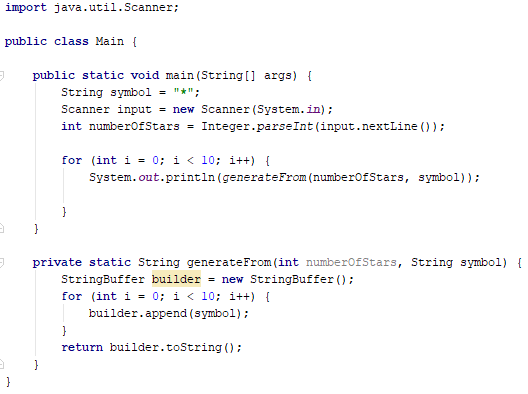 import java.util.Scanner;
public class Main {
public static void main(String[] args) {
String symbol = "*";
Scanner input = new Scanner(System.in);
int numberOfStars = Integer.parseInt(input.nextLine());
for (int i = 0; i < 10; i++) {
System.out.println(generateFrom(numberOfStars, symbol));
}
}
private static String generateFrom(int numberOfStars, String symbol) {
StringBuffer builder = new StringBuffer();
for (int i = 0; i < 10; i++) {
builder.append(symbol);
}
return builder.toString();
}
}